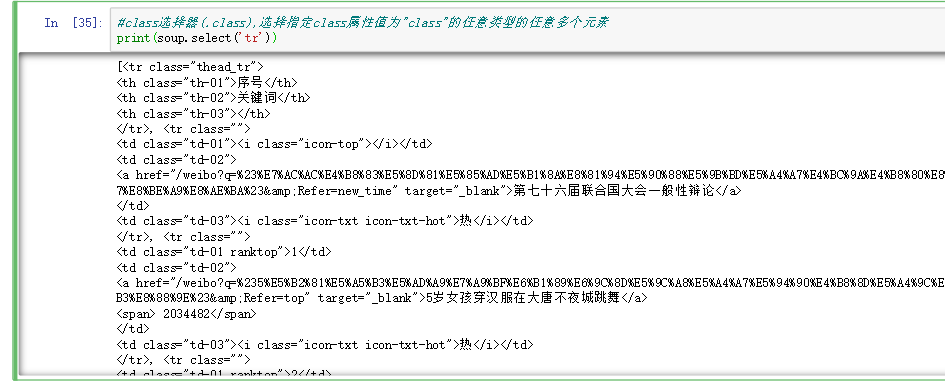 In [35]: #class选择器(.class),选择指定class属性值为"class"的任意类型的任意多个元素
print(soup.select('tr'))
[<tr class="thead_tr">
<th class="th-01">序号</th>
<th class="th-02">关键词</th>
<th class="th-03"></th>
</tr>, <tr class="">
<td class="td-01"><i class="icon-top"></i></td>
<td class="td-02">
<a href="/weibo?q=%23%E7%AC%AC%E4%B8%83%E5%8D%81%E5%85%AD%E5%B1%8A%E8%81%94%E5%90%88%E5%9B%BD%E5%A4%A7%E4%BC%9A%E4%B8%80%E8
7%E8%BE%A9%E8%AE%BA%23&amp;Refer=new_time" target="_blank">第七十六届联合国大会一般性辩论</a>
</td>
<td class="td-03"><i class="icon-txt icon-txt-hot">热</i></td>
</tr>, <tr class="">
<td class="td-01 ranktop">1</td>
<td class="td-02">
<a href="/weibo?q=%235%E5%B2%81%E5%A5%B3%E5%AD%A9%E7%A9%BF%E6%B1%89%E6%9C%8D%E5%9C%A8%E5%A4%A7%E5%94%90%E4%B8%8D%E5%A4%9C%E
B3%E8%88%9E%23&amp;Refer=top" target="_blank">5岁女孩穿汉服在大唐不夜城跳舞</a>
<span> 2034482</span>
</td>
<td class="td-03"><i class="icon-txt icon-txt-hot">热</i></td>
</tr>, <tr class="">
<td class="td-01 ranktop">2</td>